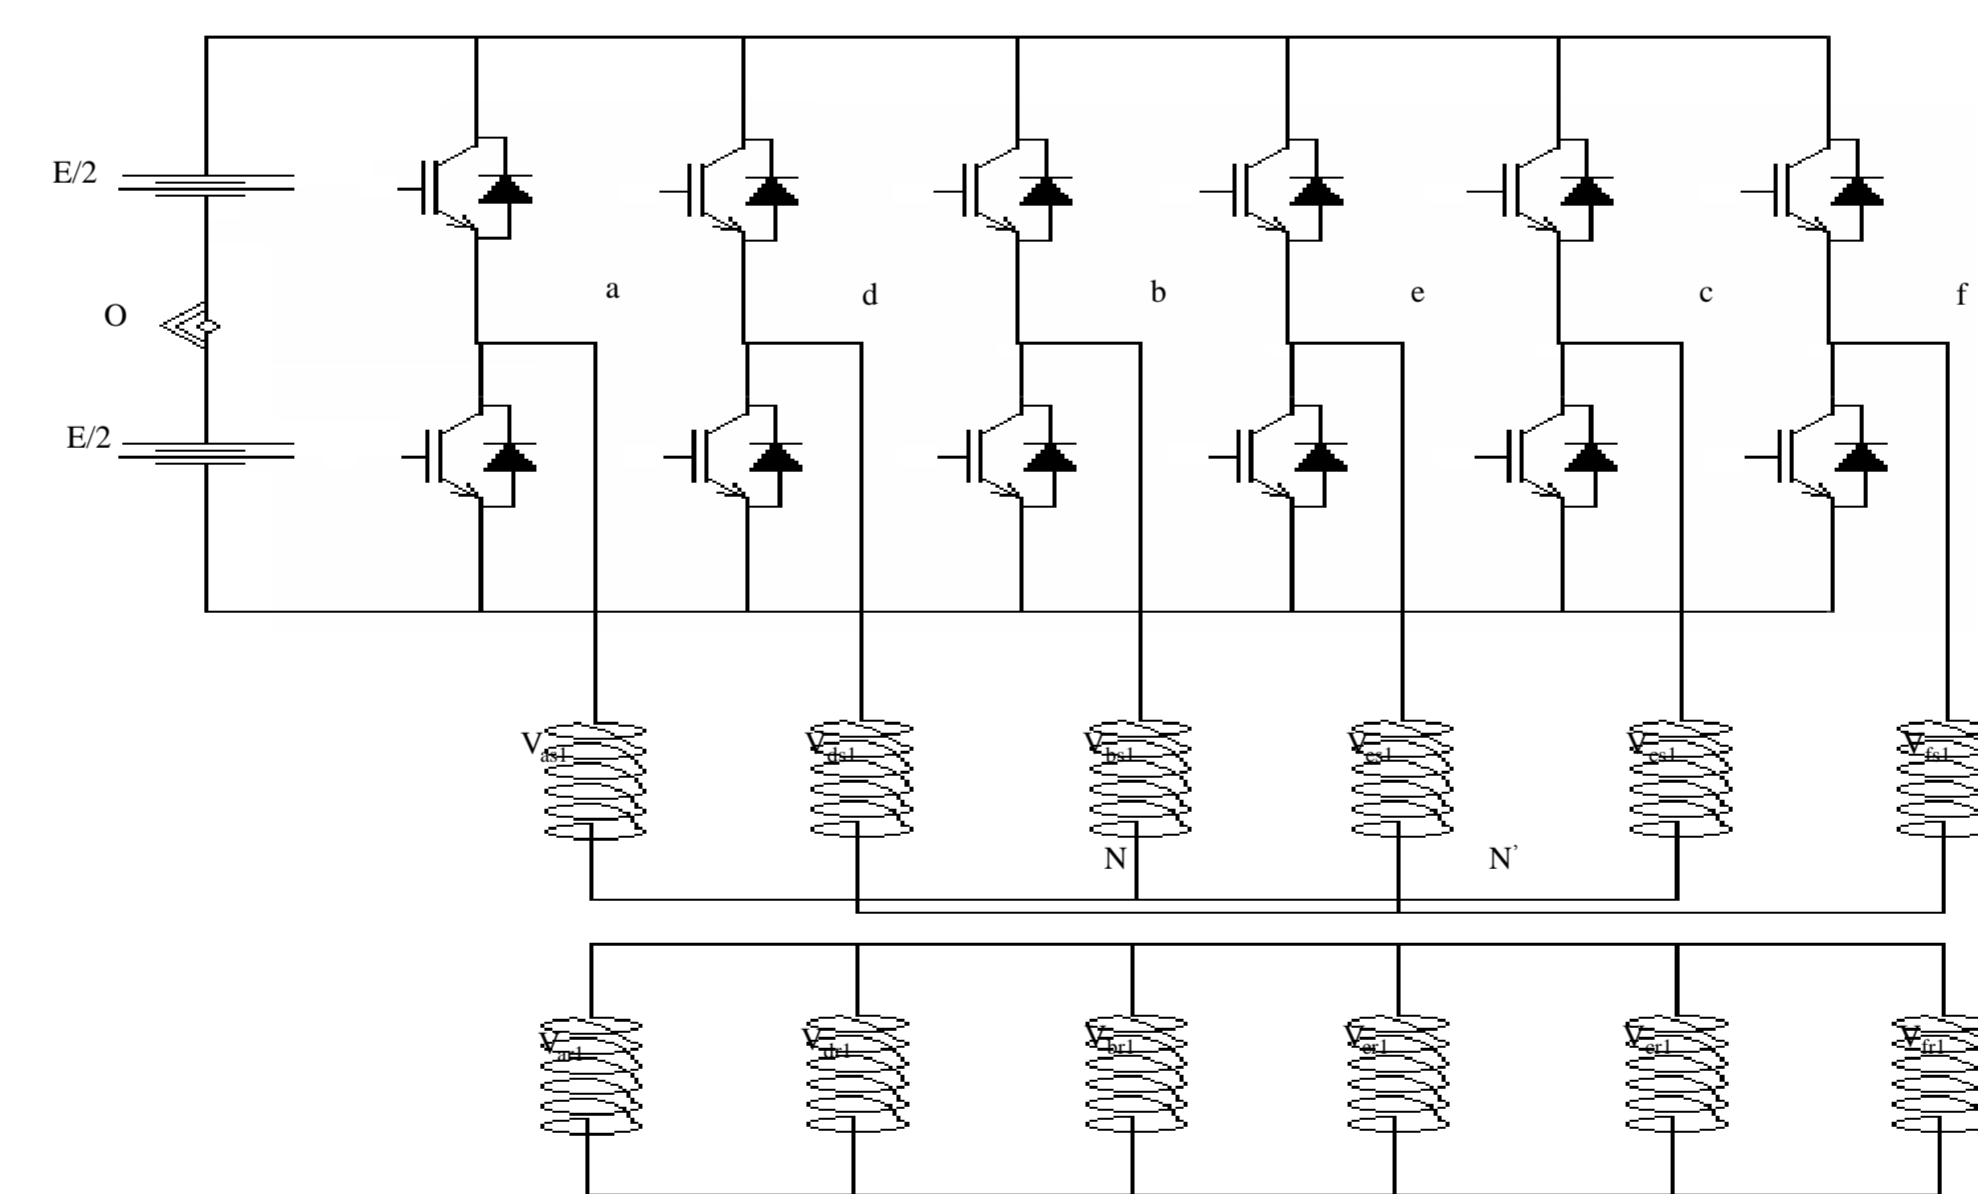 E/2
a d b e c f
O
E/2
Vas1 Vds1 Vbs1 Ves1 Vcs1 Vfs1
N N’
Var1 Vdr1 Vbr1 Ver1 Vcr1 Vfr1